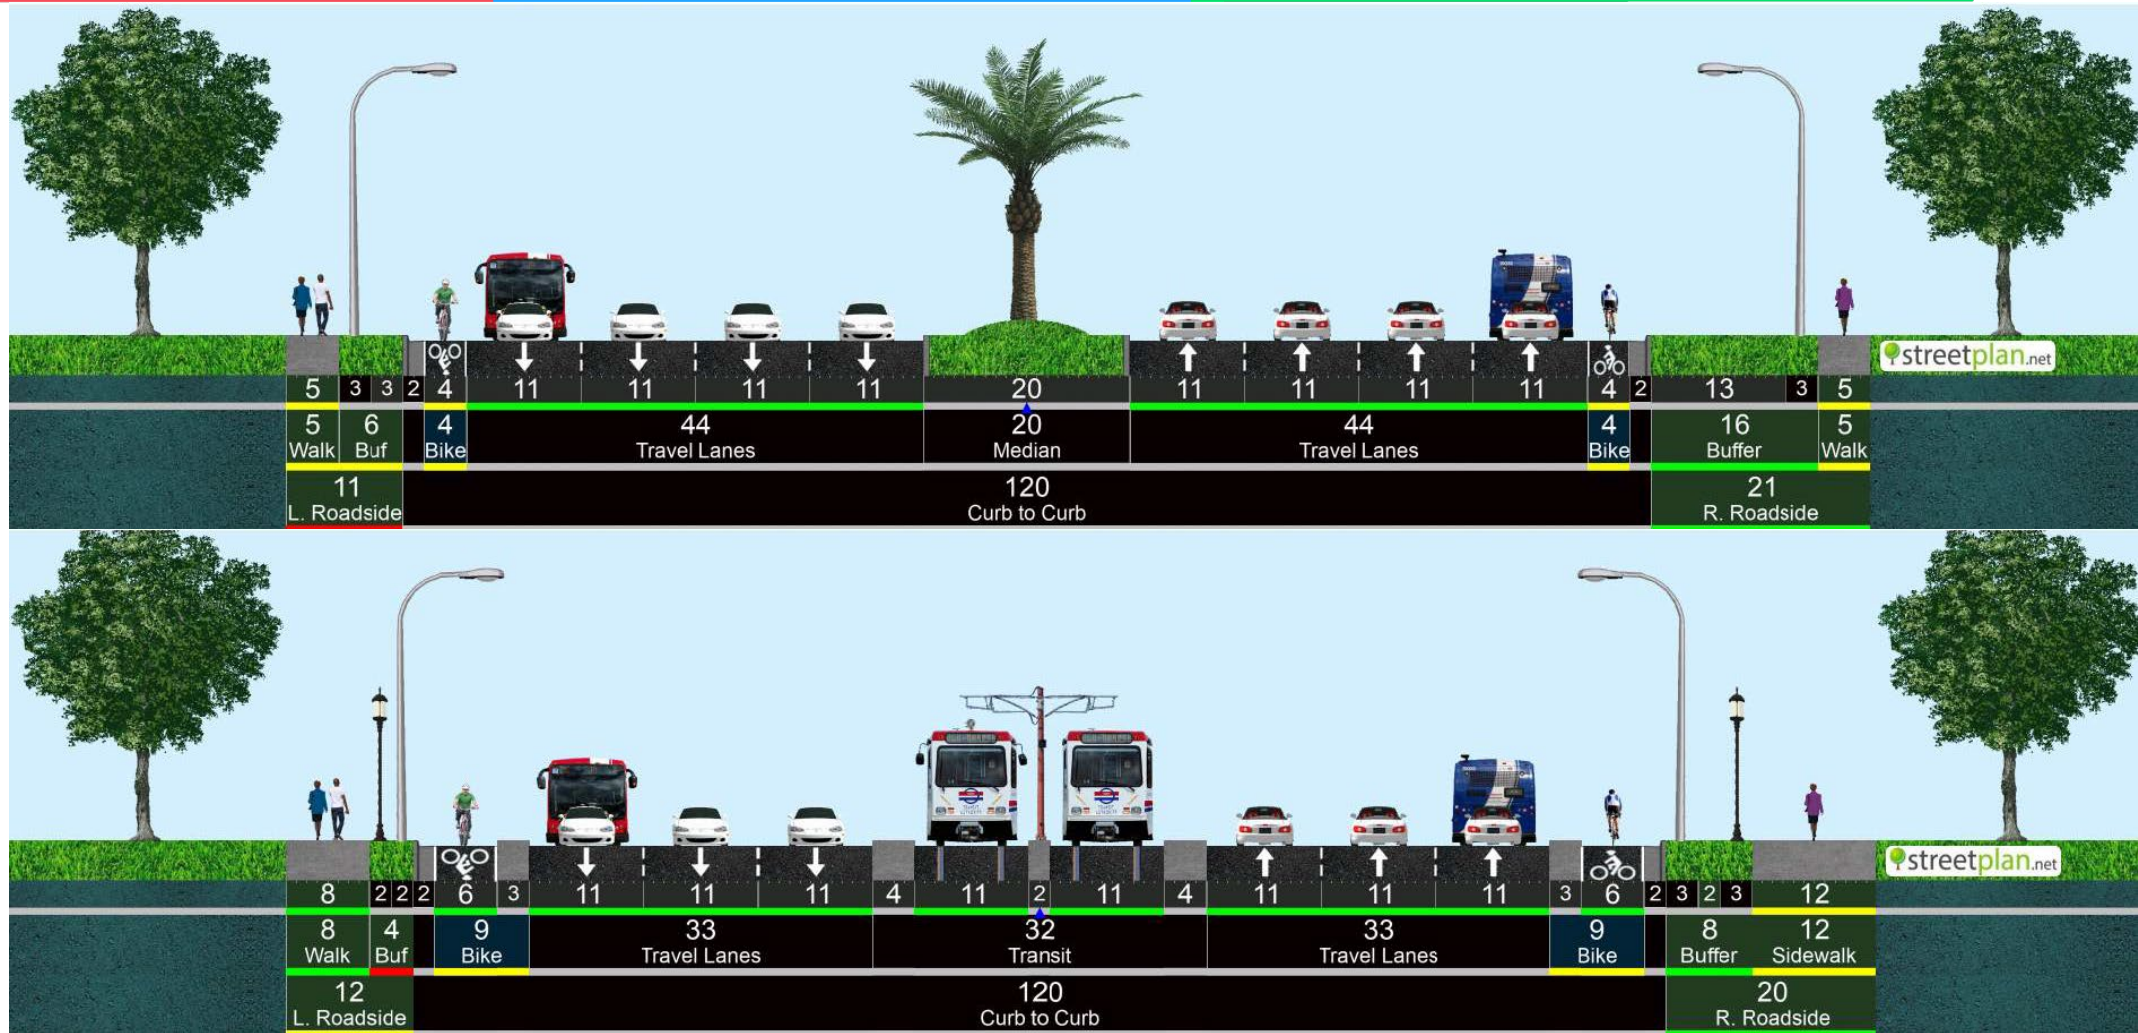 streetplan.net
5 3 3 2 4 11 11 11 11 20 11 11 11 11 4 2 13 3 5
5 6 4 44 20 44 4 16 5
Walk Buf Bike Travel Lanes Median Travel Lanes Bike Buffer Walk
11 120 21
L. Roadside Curb to Curb R. Roadside
streetplan.net
8 2 2 2 6 3 11 11 11 4 11 2 11 4 11 11 11 3 6 2 3 2 3 12
8 4 9 33 32 33 9 8 12
Walk Buf Bike Travel Lanes Transit Travel Lanes Bike Buffer Sidewalk
12 120 20
L. Roadside Curb to Curb R. Roadside